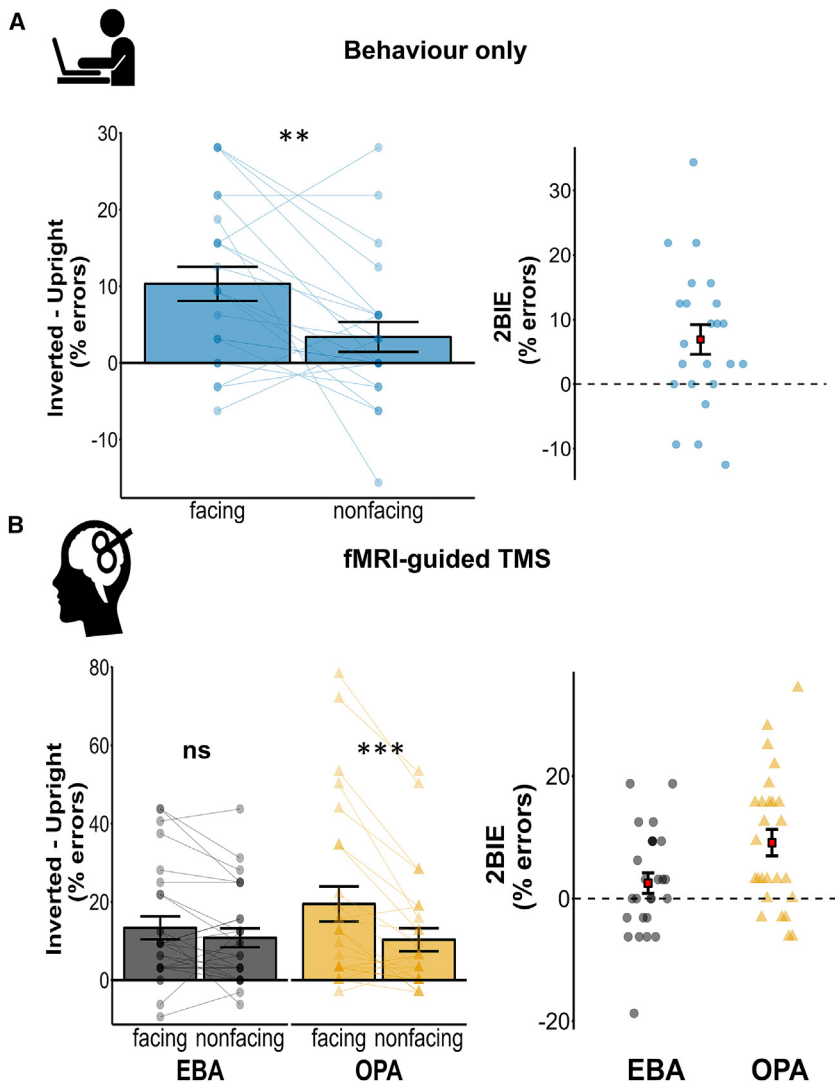 A
Behaviour only
Inverted - Upright
(% errors)
30
20
10
0
-10
**
facing
nonfacing
2BIE
(% errors)
30
20
10
0
-10
B
fMRI-guided TMS
Inverted - Upright
(% errors)
80
60
40
20
0
ns
***
facing nonfacing
facing nonfacing
EBA
OPA
2BIE
(% errors)
20
0
-20
EBA
OPA